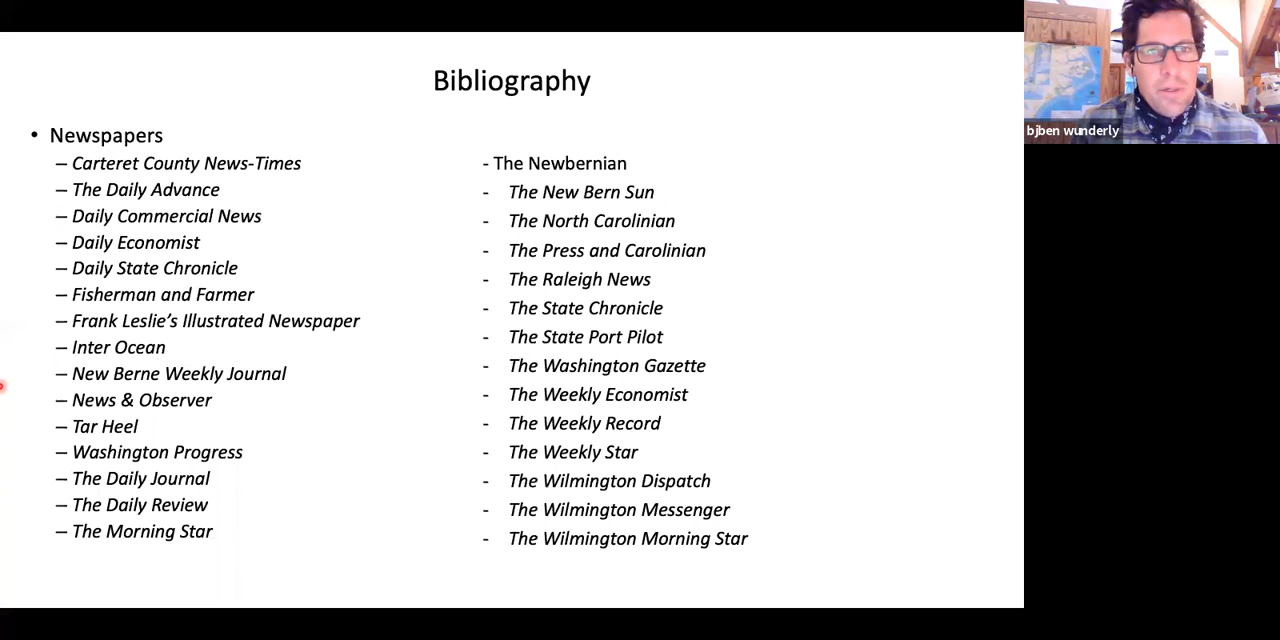 Bibliography
• Newspapers
– Carteret County News-Times
– The Daily Advance
– Daily Commercial News
– Daily Economist
– Daily State Chronicle
– Fisherman and Farmer
– Frank Leslie’s Illustrated Newspaper
– Inter Ocean
– New Berne Weekly Journal
– News & Observer
– Tar Heel
– Washington Progress
– The Daily Journal
– The Daily Review
– The Morning Star
- The Newbernian
- The New Bern Sun
- The North Carolinian
- The Press and Carolinian
- The Raleigh News
- The State Chronicle
- The State Port Pilot
- The Washington Gazette
- The Weekly Economist
- The Weekly Record
- The Weekly Star
- The Wilmington Dispatch
- The Wilmington Messenger
- The Wilmington Morning Star
bjben wunderly